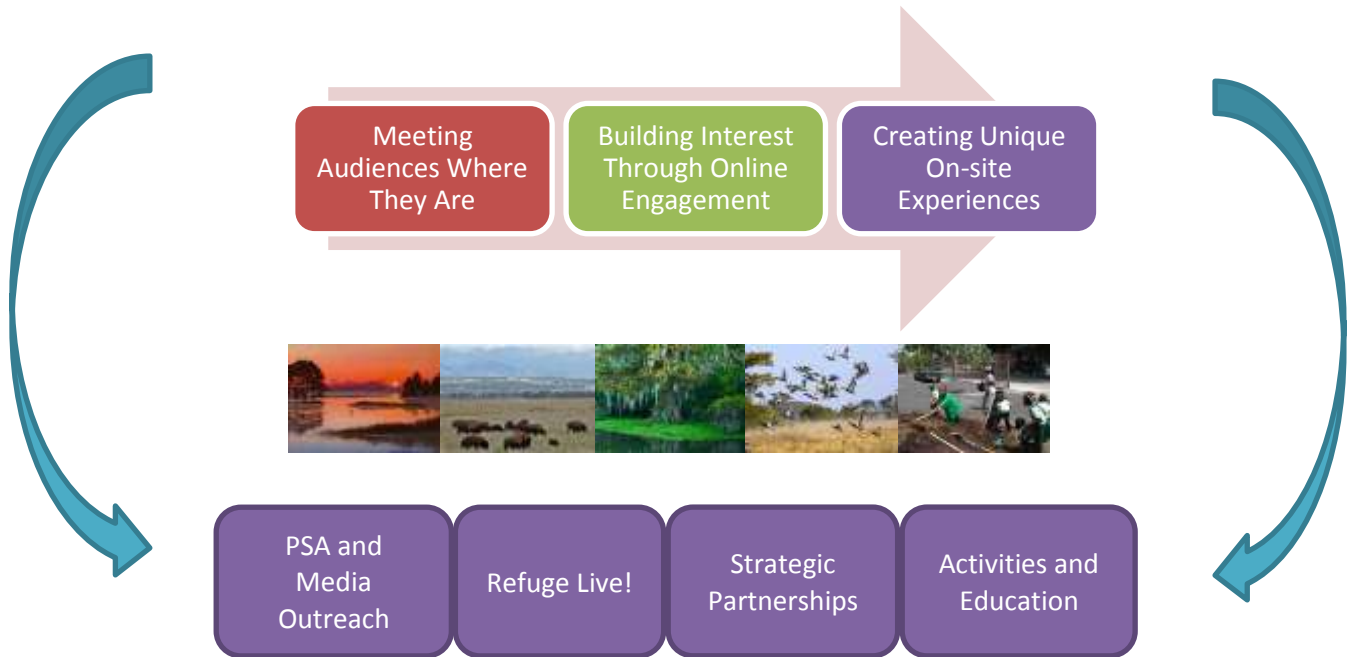 Meeting
Audiences Where
They Are
Building Interest
Through Online
Engagement
Creating Unique
On-site
Experiences
PSA and
Media
Outreach
Refuge Live!
Strategic
Partnerships
Activities and
Education